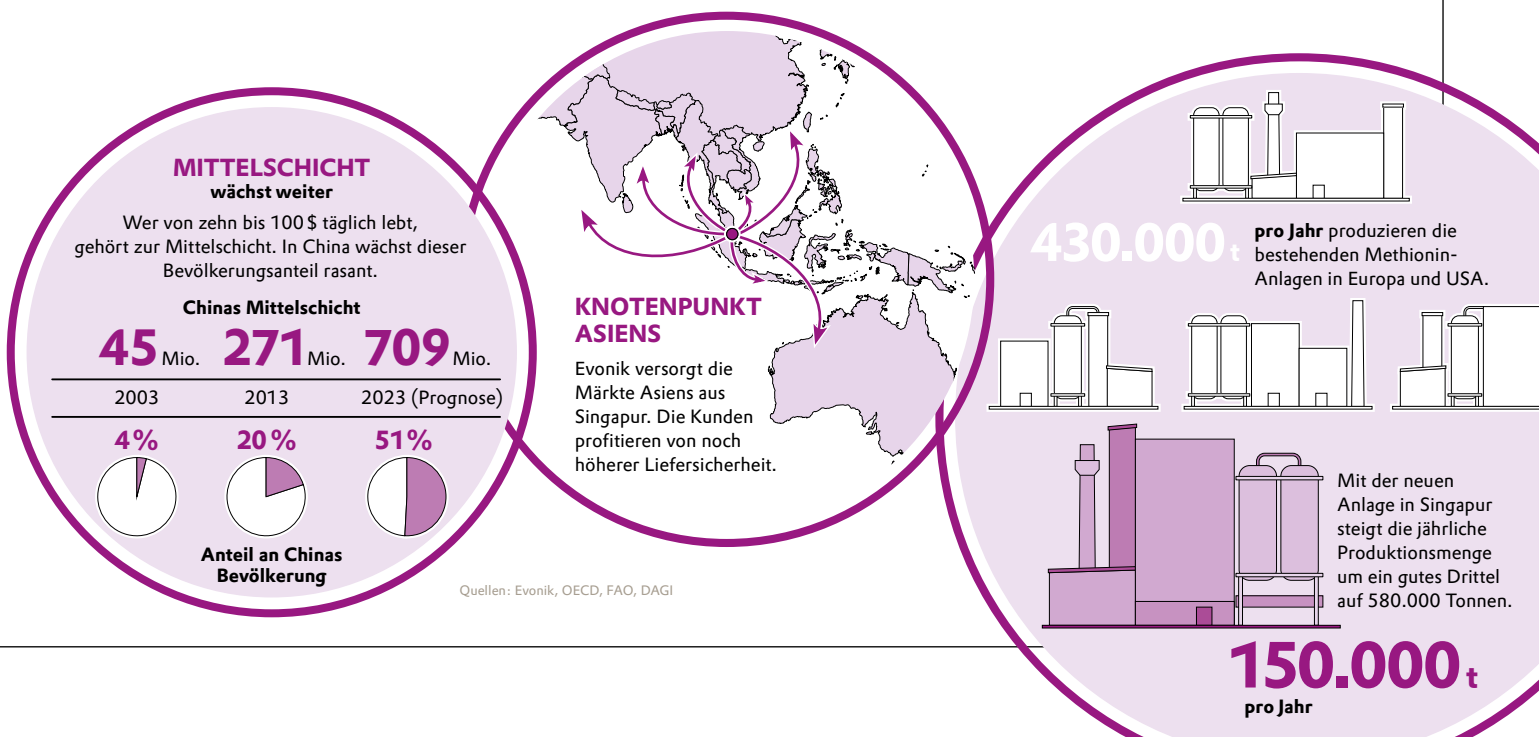 MITTELSCHICHT
wächst weiter
Wer von zehn bis 100 $ täglich lebt,
gehört zur Mittelschicht. In China wächst dieser
Bevölkerungsanteil rasant.
Chinas Mittelschicht
45 Mio. 271 Mio. 709 Mio.
2003 2013 2023 (Prognose)
4 % 20 % 51 %
Anteil an Chinas
Bevölkerung
KNOTENPUNKT
ASIENS
Evonik versorgt die
Märkte Asiens aus
Singapur. Die Kunden
profitieren von noch
höherer Liefersicherheit.
Quellen: Evonik, OECD, FAO, DAGI
430.000 t
pro Jahr produzieren die
bestehenden Methionin-
Anlagen in Europa und USA.
Mit der neuen
Anlage in Singapur
steigt die jährliche
Produktionsmenge
um ein gutes Drittel
auf 580.000 Tonnen.
150.000 t
pro Jahr